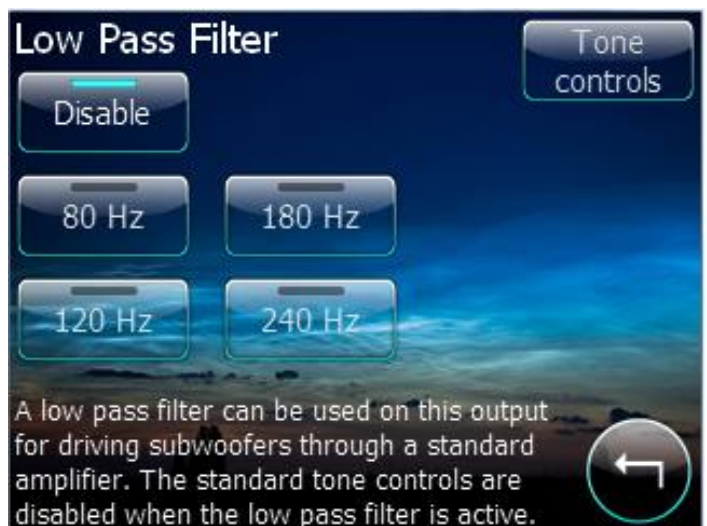 Low Pass Filter
Tone
controls
Disable
80 Hz
180 Hz
120 Hz
240 Hz
A low pass filter can be used on this output
for driving subwoofers through a standard
amplifier. The standard tone controls are
disabled when the low pass filter is active.